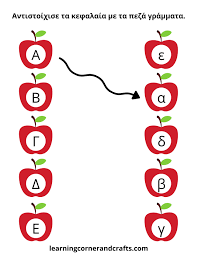 Αντιστοίχισε τα κεφαλαία με τα πεζά γράμματα.
Α ε
Β α
Γ δ
Δ β
Ε γ
learningcornerandcrafts.com